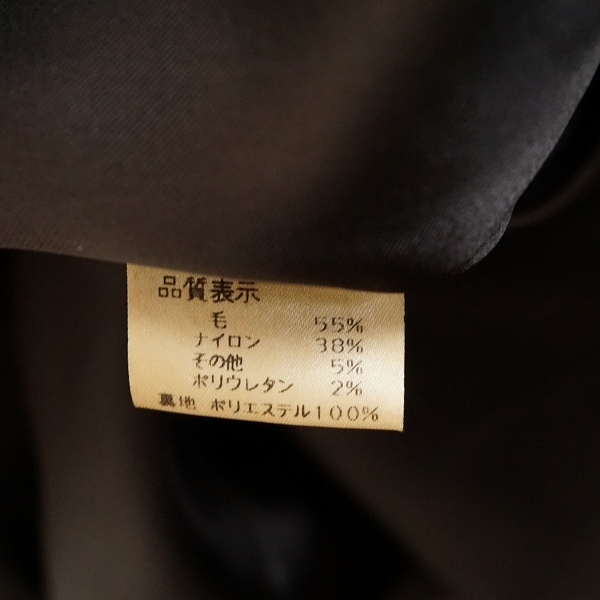 品質表示
毛 55%
ナイロン 38%
その他 5%
ポリウレタン 2%
裏地 ポリエステル100%